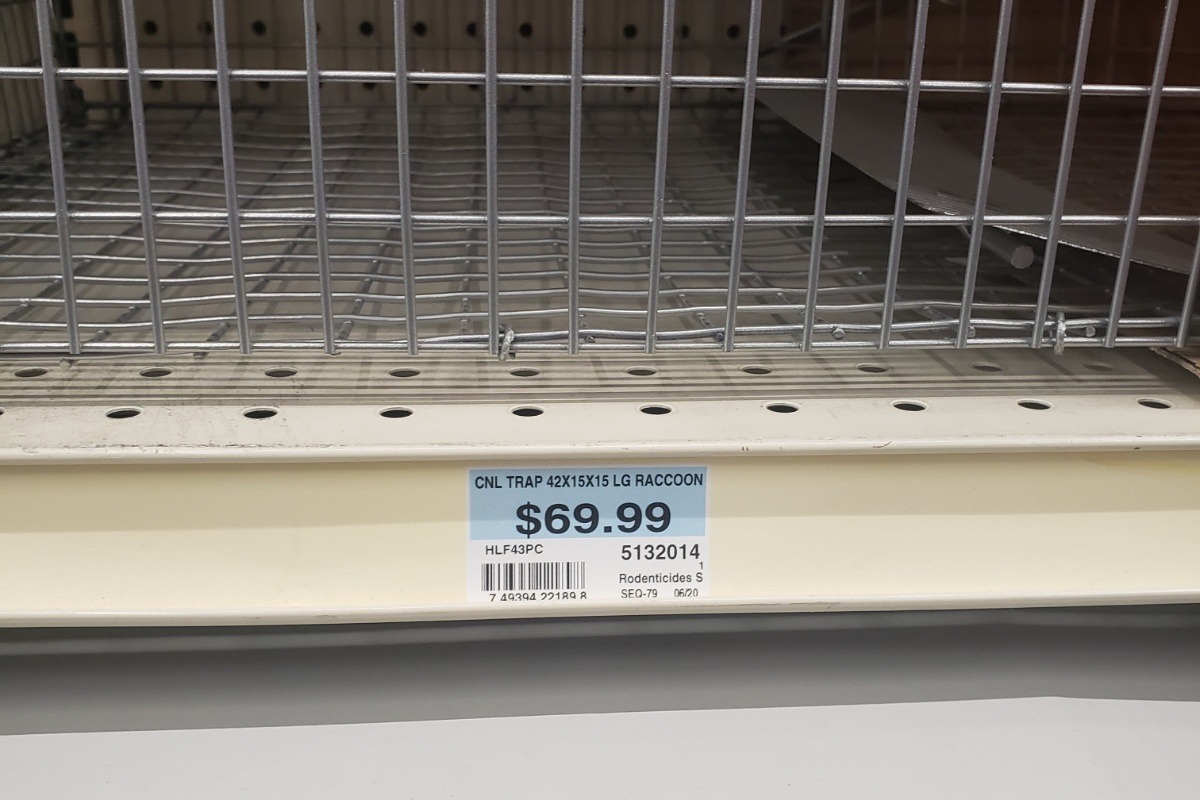 CNL TRAP 42X15X15 LG RACCOON
$69.99
HLF43PC
5132014
1
Rodenticides S
7 49394 22189 8
SEQ-79 06/20